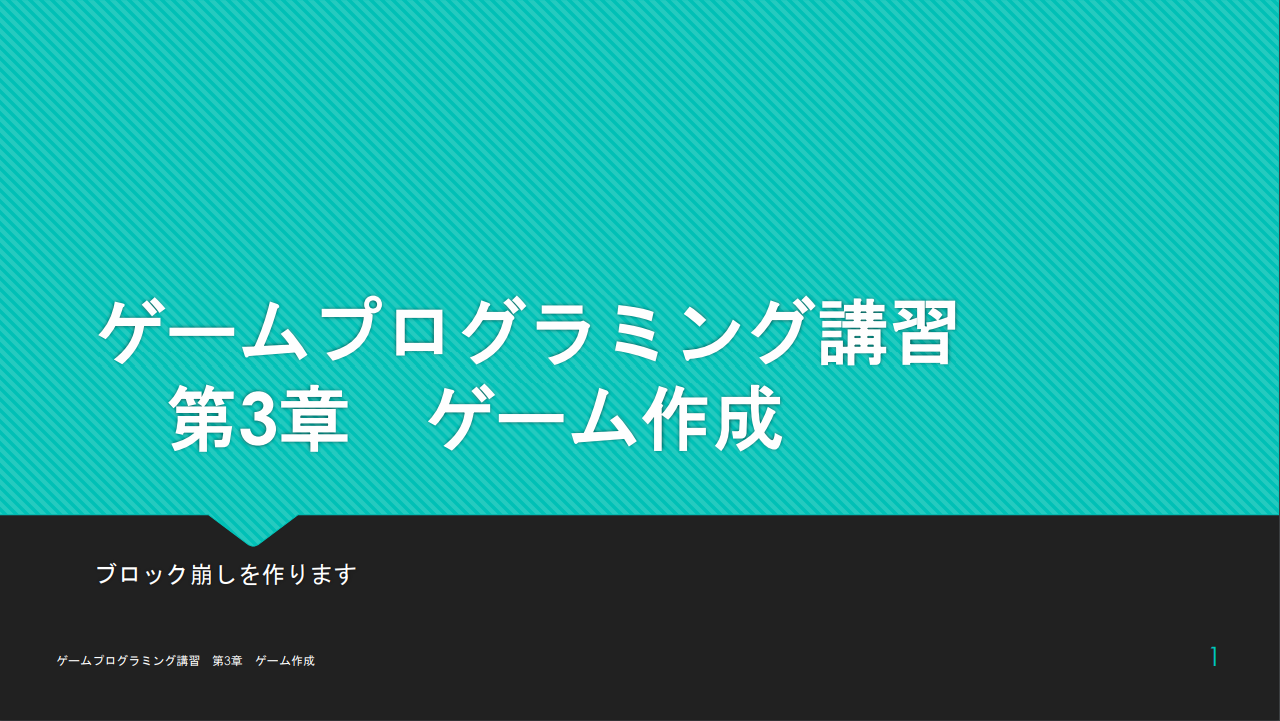 ゲームプログラミング講習
第3章　ゲーム作成
ブロック崩しを作ります
ゲームプログラミング講習　第3章　ゲーム作成
1